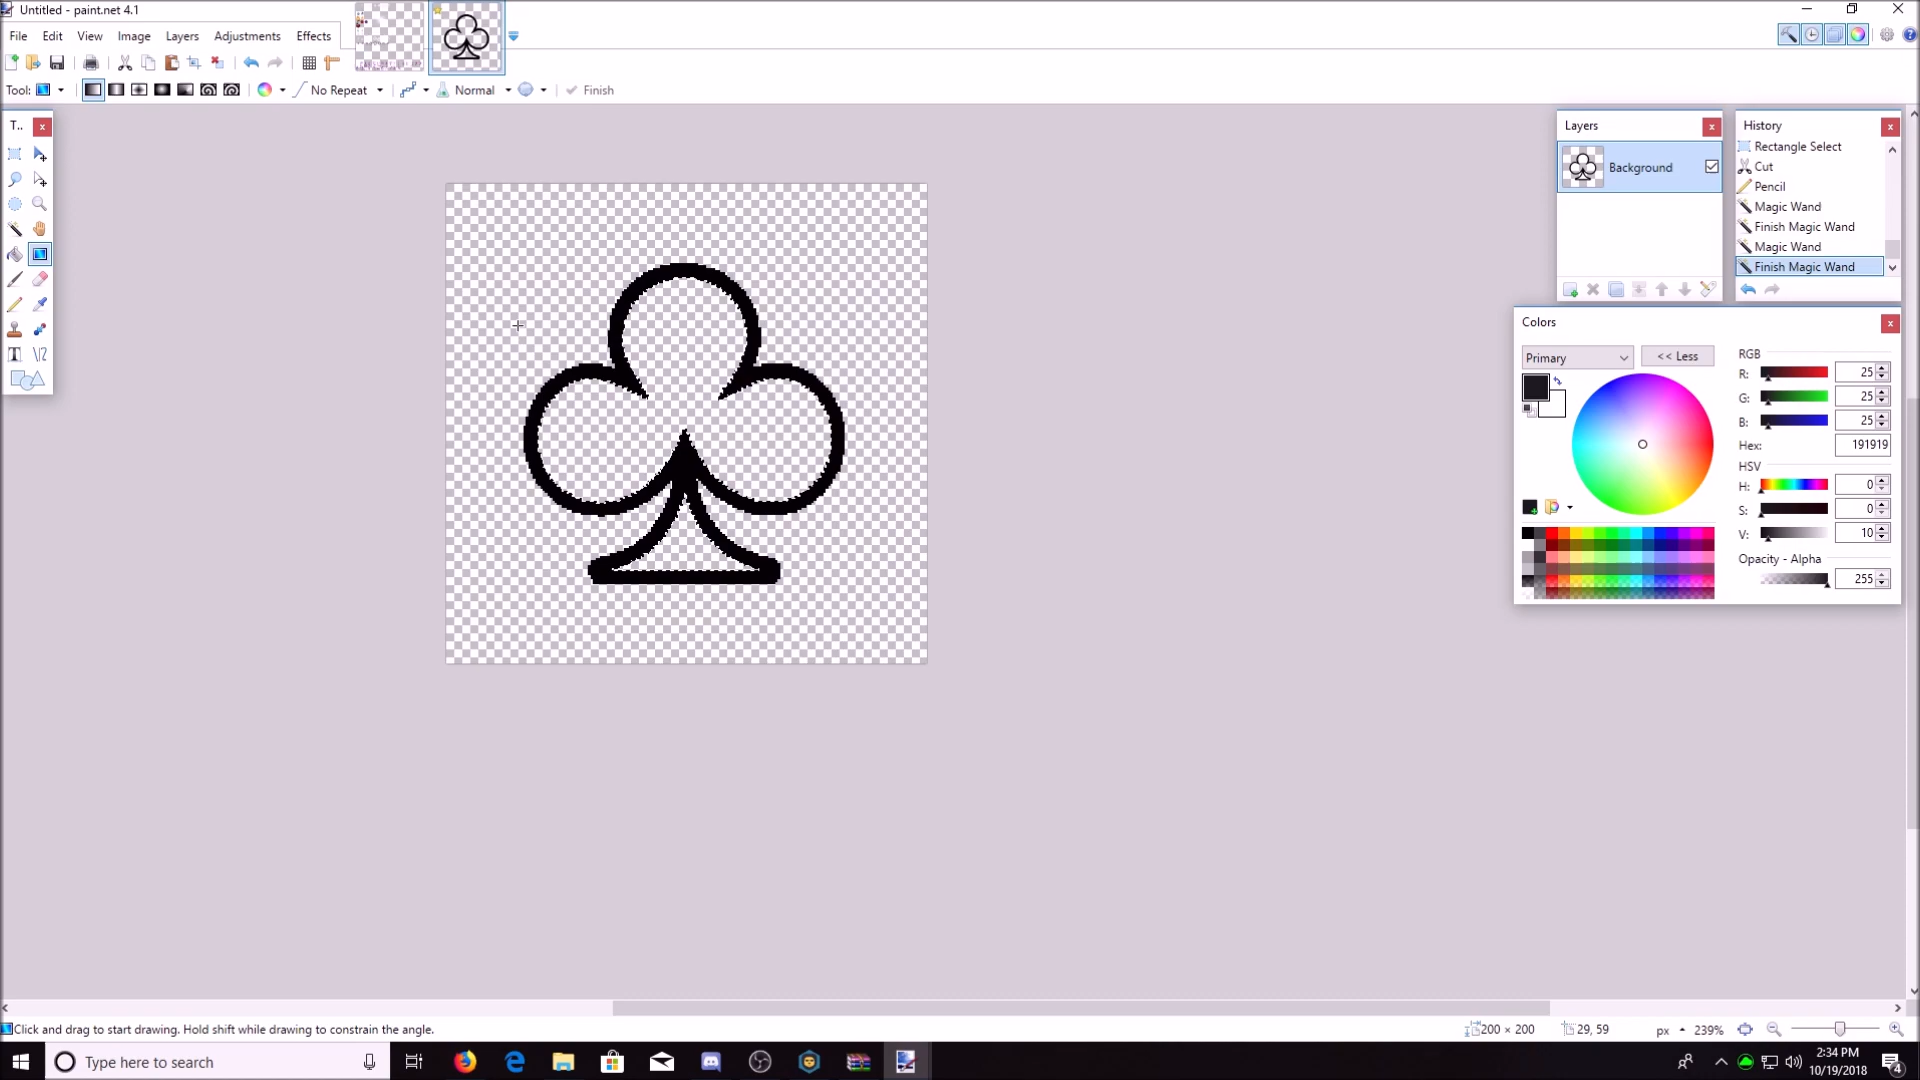 Untitled - paint.net 4.1
File Edit View Image Layers Adjustments Effects
Tool: No Repeat Normal Finish
T..
Layers
Background
History
Rectangle Select
Cut
Pencil
Magic Wand
Finish Magic Wand
Magic Wand
Finish Magic Wand
Colors
Primary
<< Less
RGB
R: 25
G: 25
B: 25
Hex: 191919
HSV
H: 0
S: 0
V: 10
Opacity - Alpha
255
Click and drag to start drawing. Hold shift while drawing to constrain the angle.
200 × 200 29, 59 px 239%
Type here to search
2:34 PM
10/19/2018
4